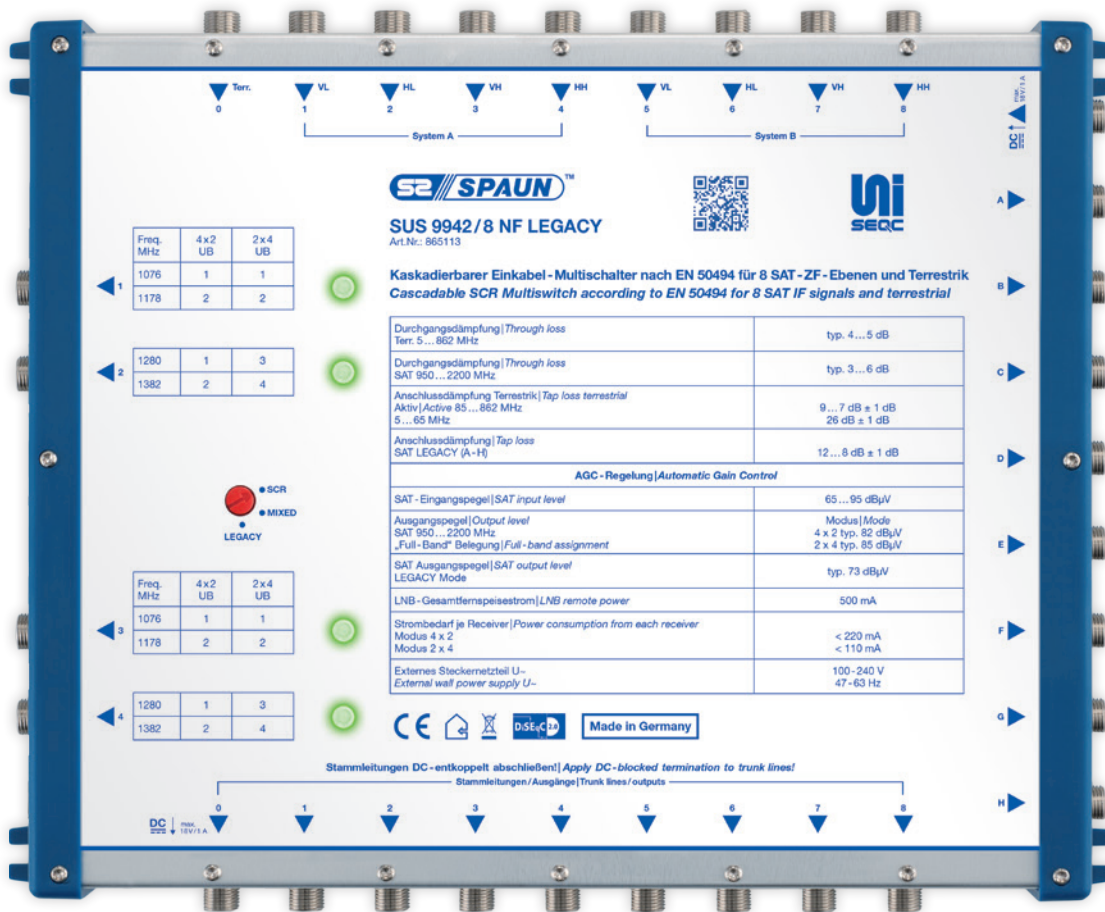 Terr. VL HL VH HH VL HL VH HH
0 1 2 3 4 5 6 7 8
System A System B
DC max. 18V/1 A
S2 SPAUN™
UNi SEQC
SUS 9942/8 NF LEGACY
Art.Nr.: 865113
Kaskadierbarer Einkabel-Multischalter nach EN 50494 für 8 SAT-ZF-Ebenen und Terrestrik
Cascadable SCR Multiswitch according to EN 50494 for 8 SAT IF signals and terrestrial
Freq. MHz 4x2 UB 2x4 UB
1076 1 1
1178 2 2
1
1280 1 3
1382 2 4
2
SCR
MIXED
LEGACY
Freq. MHz 4x2 UB 2x4 UB
1076 1 1
1178 2 2
3
1280 1 3
1382 2 4
4
Durchgangsdämpfung|Through loss
Terr. 5...862 MHz typ. 4...5 dB
Durchgangsdämpfung|Through loss
SAT 950...2200 MHz typ. 3...6 dB
Anschlussdämpfung Terrestrik|Tap loss terrestrial
Aktiv|Active 85...862 MHz 9...7 dB ± 1 dB
5...65 MHz 26 dB ± 1 dB
Anschlussdämpfung|Tap loss
SAT LEGACY (A-H) 12...8 dB ± 1 dB
AGC-Regelung|Automatic Gain Control
SAT-Eingangspegel|SAT input level 65...95 dBµV
Ausgangspegel|Output level Modus|Mode
SAT 950...2200 MHz 4 x 2 typ. 82 dBµV
„Full-Band" Belegung|Full-band assignment 2 x 4 typ. 85 dBµV
SAT Ausgangspegel|SAT output level
LEGACY Mode typ. 73 dBµV
LNB-Gesamtfernspeisestrom|LNB remote power 500 mA
Strombedarf je Receiver|Power consumption from each receiver
Modus 4 x 2 < 220 mA
Modus 2 x 4 < 110 mA
Externes Steckernetzteil U~ 100-240 V
External wall power supply U~ 47-63 Hz
A
B
C
D
E
F
G
H
CE DiSEqC 2.0 Made in Germany
Stammleitungen DC-entkoppelt abschließen!| Apply DC-blocked termination to trunk lines!
Stammleitungen/Ausgänge|Trunk lines/outputs
0 1 2 3 4 5 6 7 8
DC max. 18V/1 A